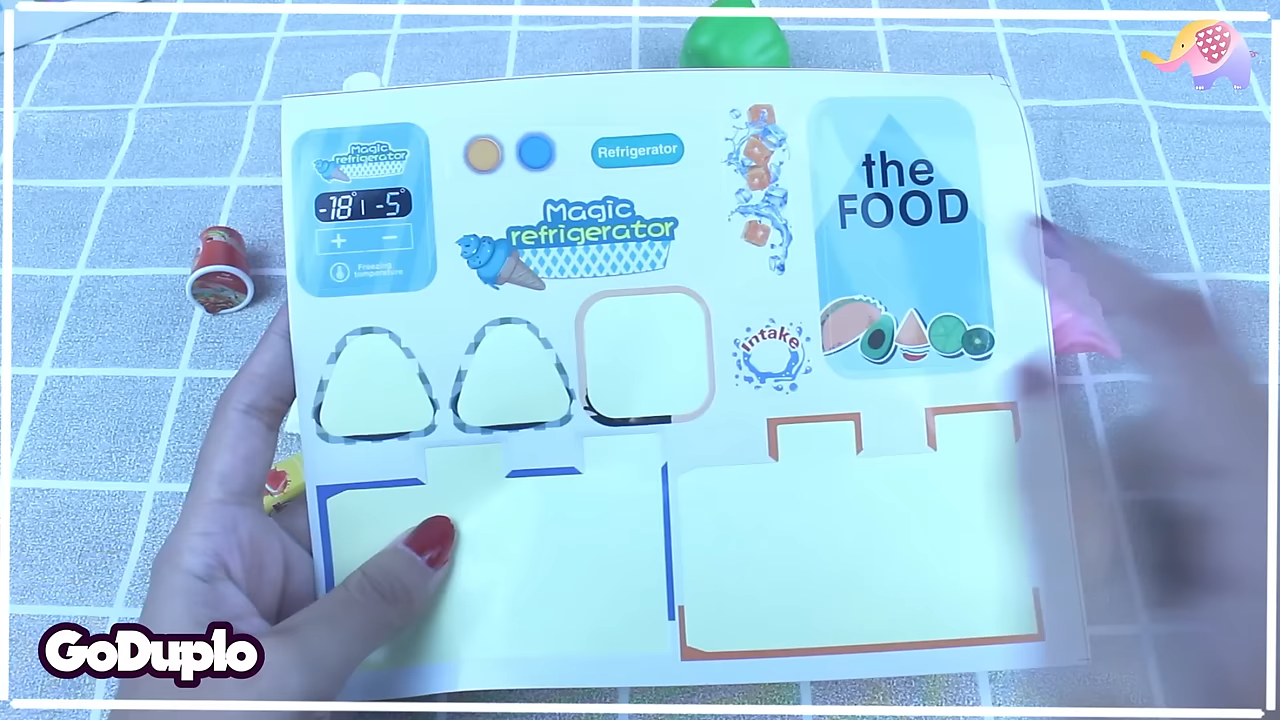 Magic
refrigerator
-18° | -5°
+ −
Freezing
temperature
Refrigerator
Magic
refrigerator
the
FOOD
Intake
GoDuplo